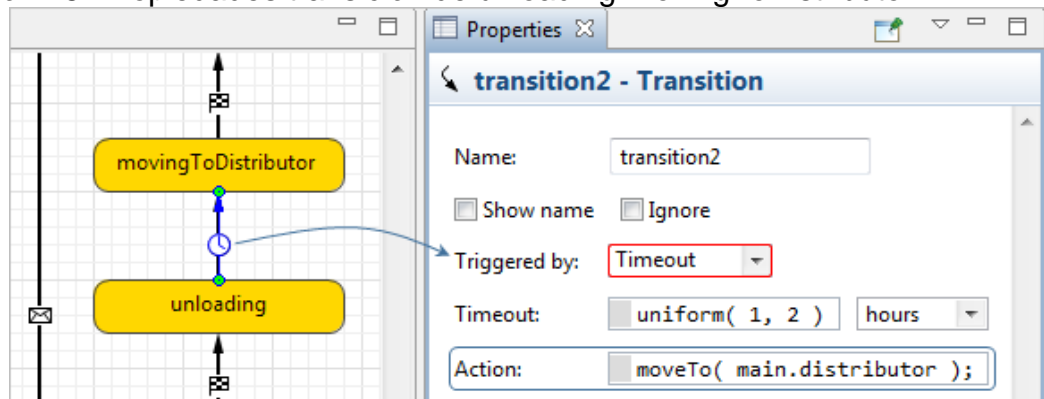 Properties
transition2 - Transition
movingToDistributor
unloading
Name: transition2
Show name Ignore
Triggered by: Timeout
Timeout: uniform( 1, 2 ) hours
Action: moveTo( main.distributor );